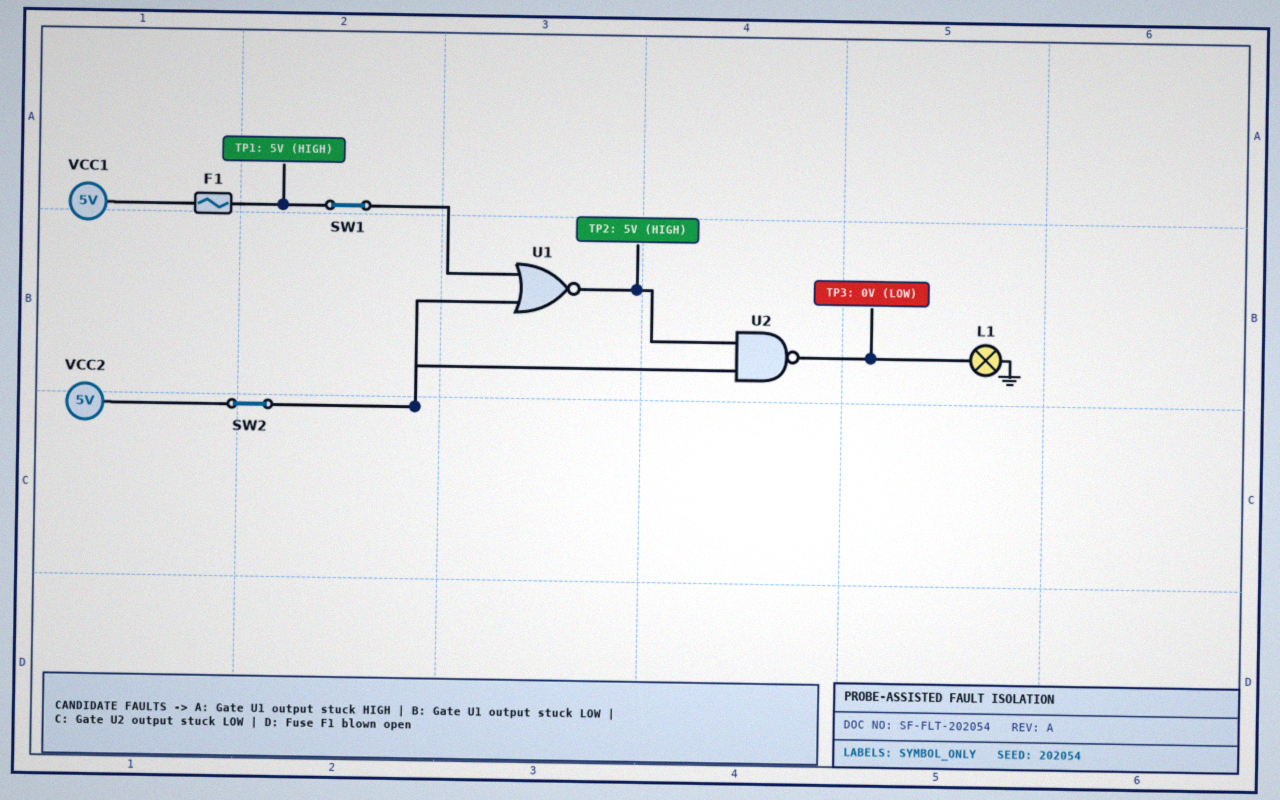 1 2 3 4 5 6
A A
TP1: 5V (HIGH)
VCC1
F1
5V
SW1
TP2: 5V (HIGH)
U1
B B
TP3: 0V (LOW)
U2
L1
VCC2
5V
SW2
C C
D D
CANDIDATE FAULTS -> A: Gate U1 output stuck HIGH | B: Gate U1 output stuck LOW |
C: Gate U2 output stuck LOW | D: Fuse F1 blown open
PROBE-ASSISTED FAULT ISOLATION
DOC NO: SF-FLT-202054 REV: A
LABELS: SYMBOL_ONLY SEED: 202054
1 2 3 4 5 6